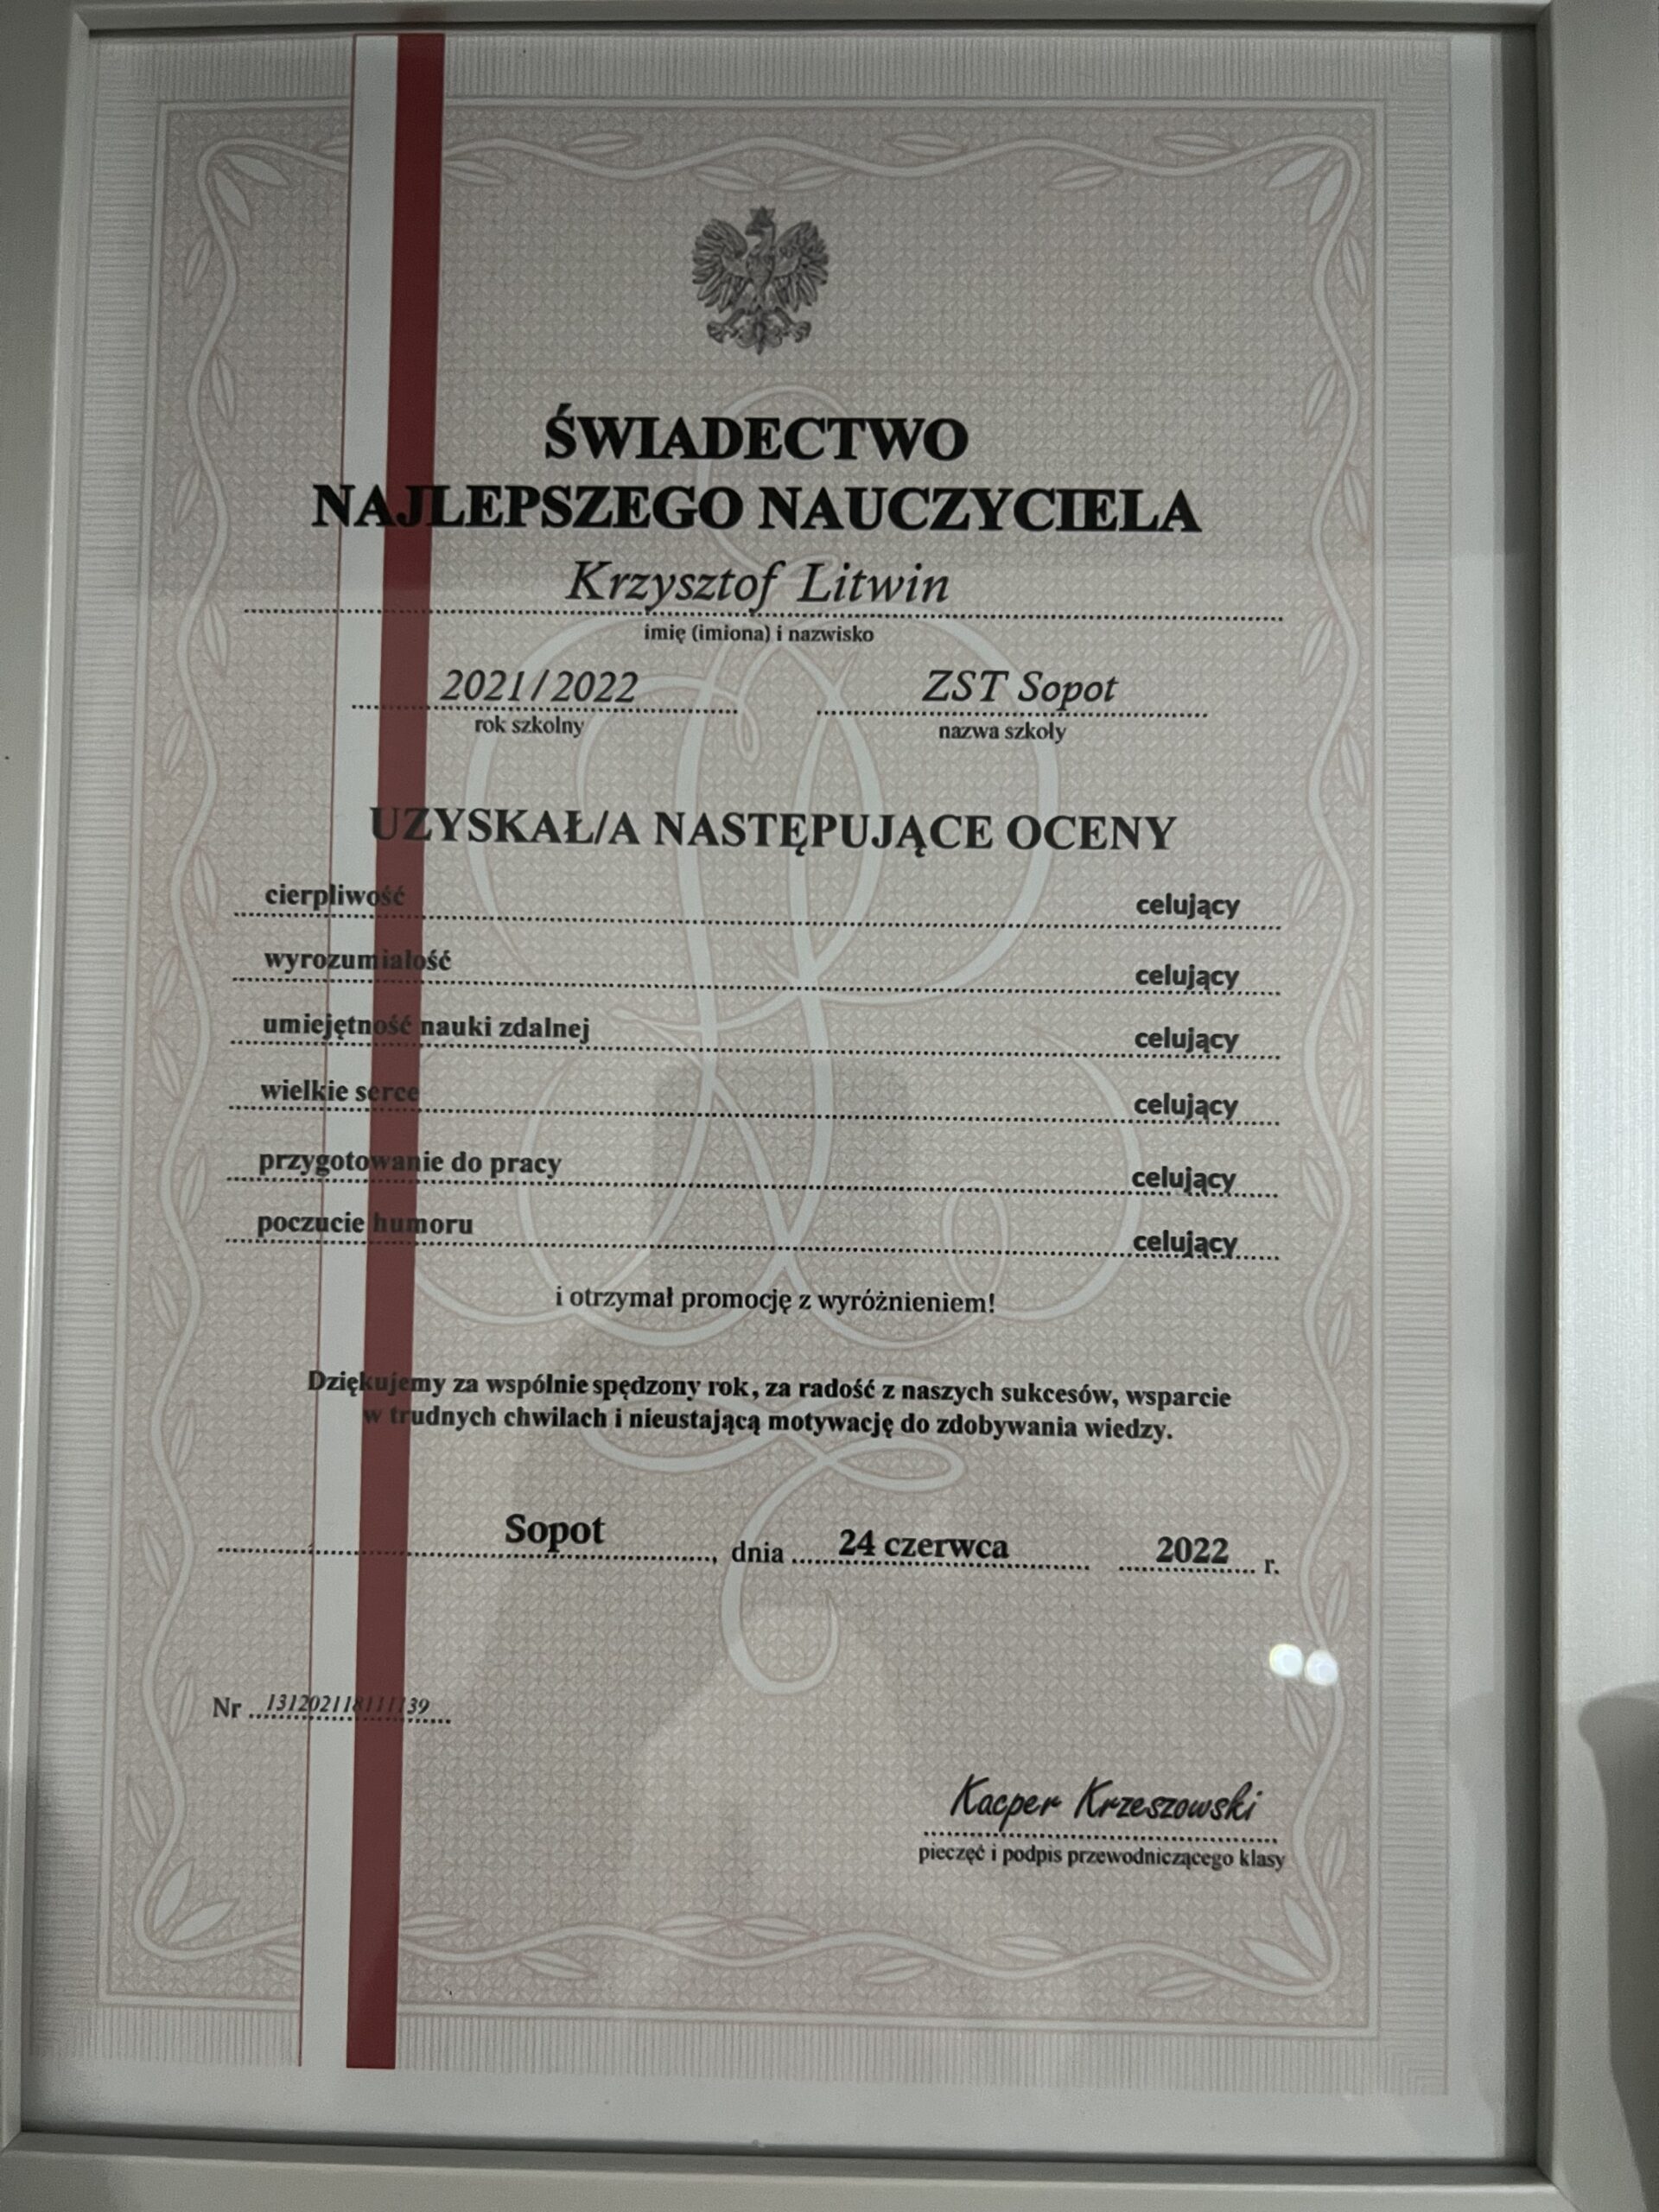 ŚWIADECTWO
NAJLEPSZEGO NAUCZYCIELA
Krzysztof Litwin
imię (imiona) i nazwisko
2021/2022 ZST Sopot
rok szkolny nazwa szkoły
UZYSKAŁ/A NASTĘPUJĄCE OCENY
cierpliwość celujący
wyrozumiałość celujący
umiejętność nauki zdalnej celujący
wielkie serce celujący
przygotowanie do pracy celujący
poczucie humoru celujący
i otrzymał promocję z wyróżnieniem!
Dziękujemy za wspólnie spędzony rok, za radość z naszych sukcesów, wsparcie
w trudnych chwilach i nieustającą motywację do zdobywania wiedzy.
Sopot, dnia 24 czerwca 2022 r.
Nr 131202118111139
Kacper Krzeszowski
pieczęć i podpis przewodniczącego klasy